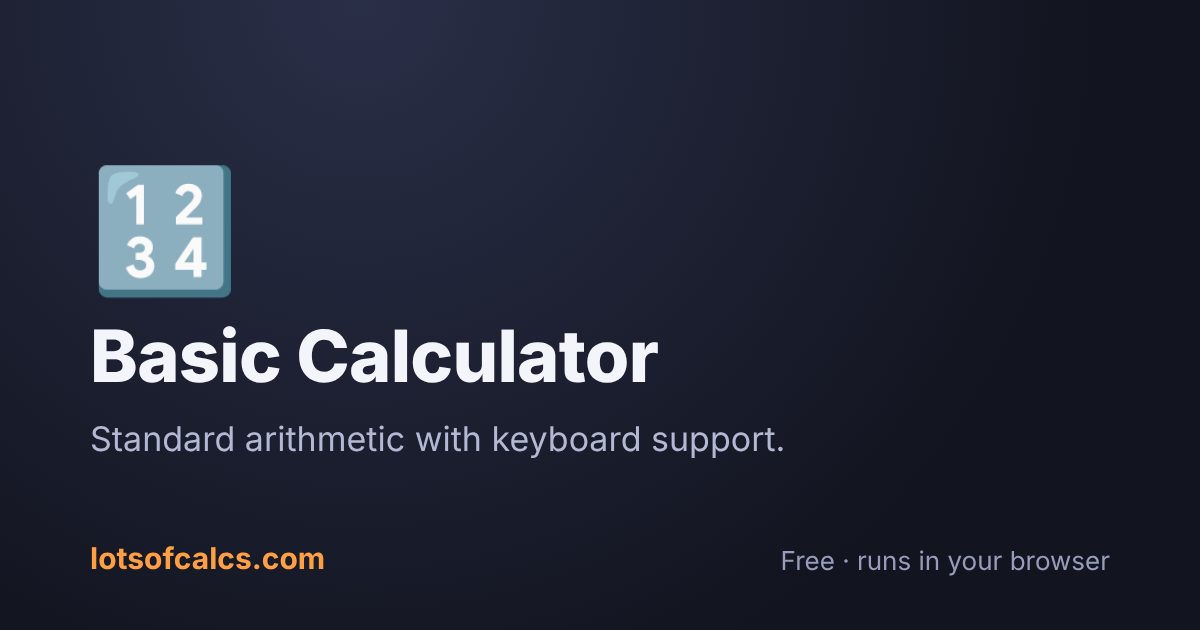 1 2
3 4
Basic Calculator
Standard arithmetic with keyboard support.
lotsofcalcs.com
Free · runs in your browser